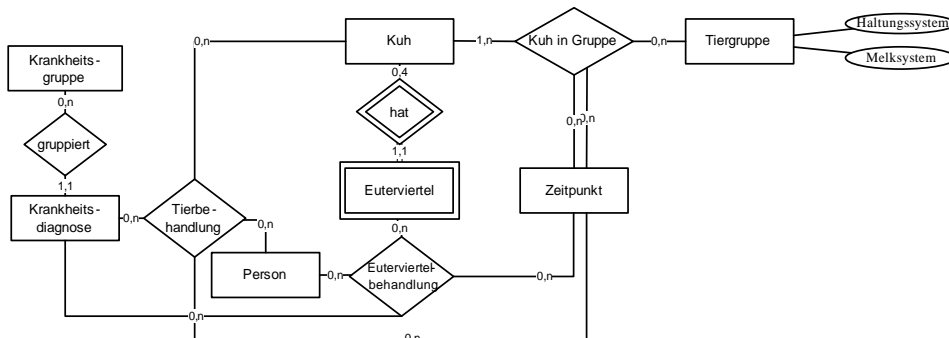 Haltungssystem
0,n
Kuh
1,n
Kuh in Gruppe
0,n
Tiergruppe
Melksystem
Krankheits-
gruppe
0,4
0,n
hat
0,n
0,n
gruppiert
1,1
1,1
Euterviertel
Zeitpunkt
Krankheits-
diagnose
0,n
Tierbe-
handlung
0,n
0,n
Person
0,n
Euterviertel-
behandlung
0,n
0,n
0,n